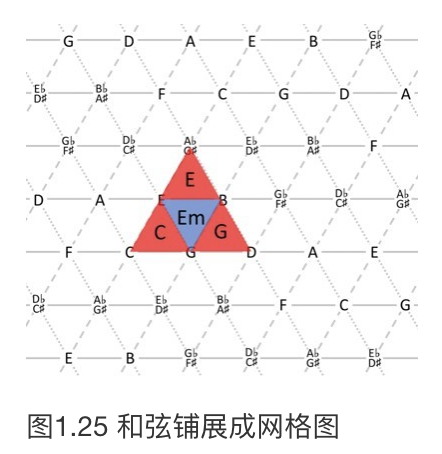 G D A E B G♭ F♯
E♭ D♯ B♭ A♯ F C G D A
G♭ F♯ D♭ C♯ A♭ G♯ E♭ D♯ B♭ A♯ F
E
D A E B G♭ F♯ D♭ C♯ A♭ G♯
Em
C G
F C G D A E
D♭ C♯ A♭ G♯ E♭ D♯ B♭ A♯ F C G
E B G♭ F♯ D♭ C♯ A♭ G♯ E♭ D♯
图1.25 和弦铺展成网格图